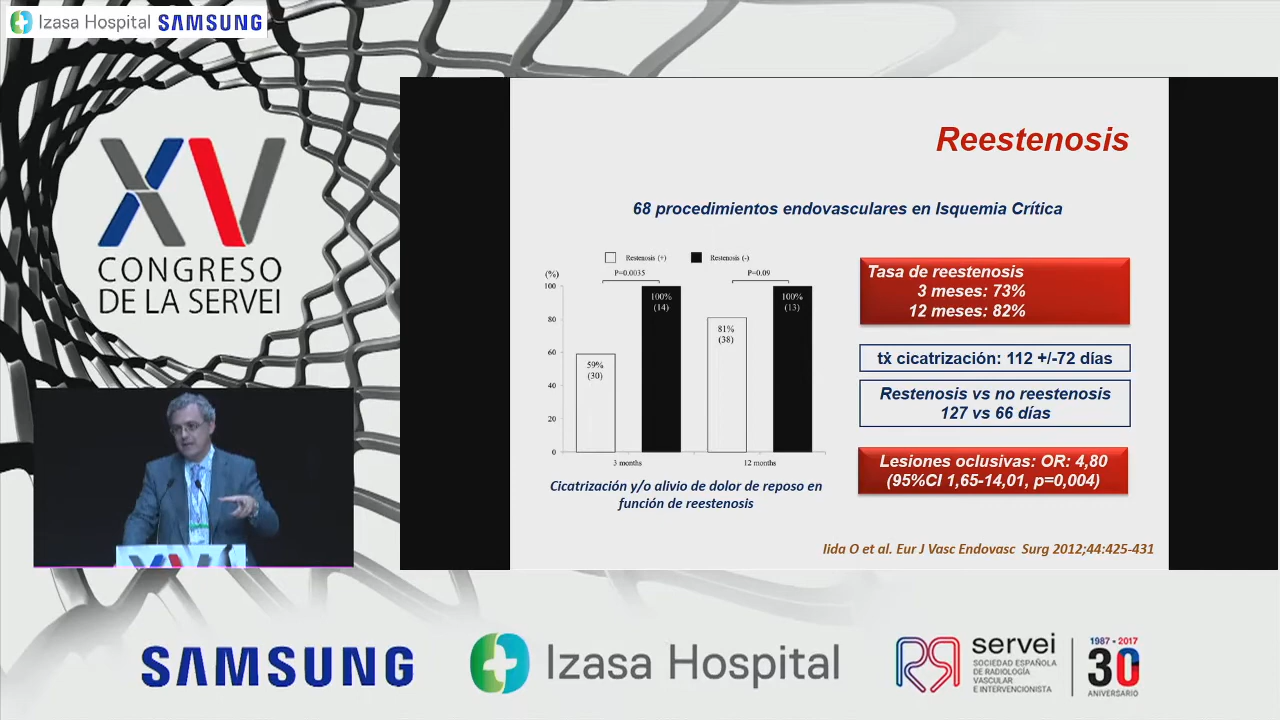 Izasa Hospital SAMSUNG
XV
CONGRESO
DE LA SERVEI
Reestenosis
68 procedimientos endovasculares en Isquemia Crítica
Restenosis (+) Restenosis (-)
(%)
P=0.0035 P=0.09
100
80
60
40
20
0
59%
(30)
100%
(14)
81%
(38)
100%
(13)
3 months 12 months
Cicatrización y/o alivio de dolor de reposo en
función de reestenosis
Tasa de reestenosis
3 meses: 73%
12 meses: 82%
tẋ cicatrización: 112 +/-72 días
Restenosis vs no reestenosis
127 vs 66 días
Lesiones oclusivas: OR: 4,80
(95%CI 1,65-14,01, p=0,004)
Iida O et al. Eur J Vasc Endovasc Surg 2012;44:425-431
SAMSUNG
Izasa Hospital
servei
SOCIEDAD ESPAÑOLA
DE RADIOLOGÍA
VASCULAR
E INTERVENCIONISTA
1987 • 2017
30
ANIVERSARIO